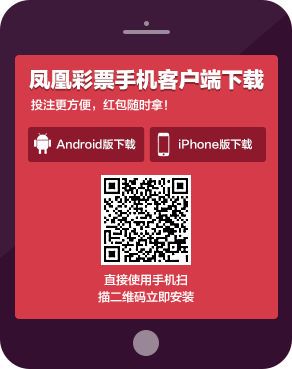 凤凰彩票手机客户端下载
投注更方便，红包随时拿！
Android版下载
iPhone版下载
直接使用手机扫
描二维码立即安装